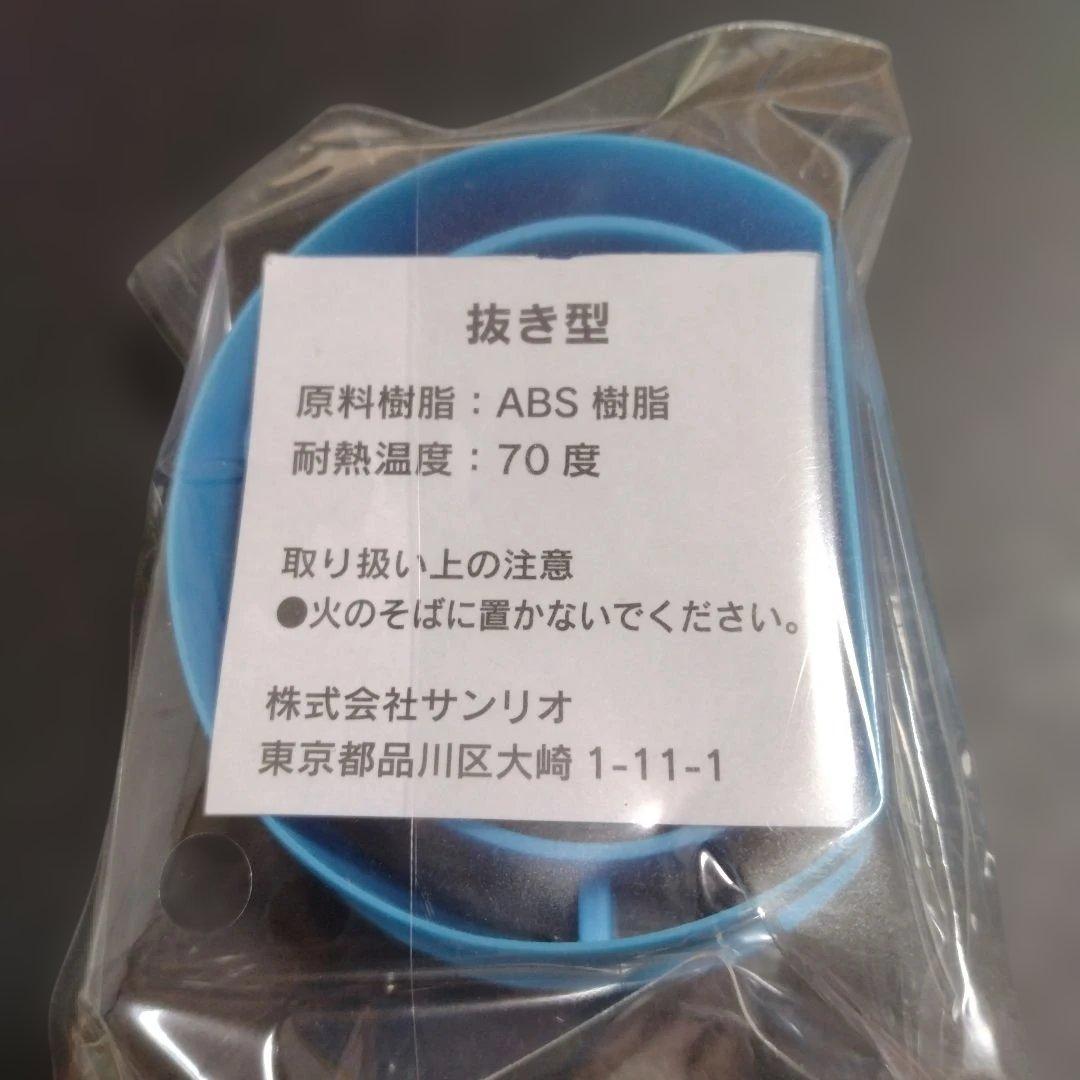 抜き型
原料樹脂：ABS 樹脂
耐熱温度：70 度
取り扱い上の注意
●火のそばに置かないでください。
株式会社サンリオ
東京都品川区大崎 1-11-1